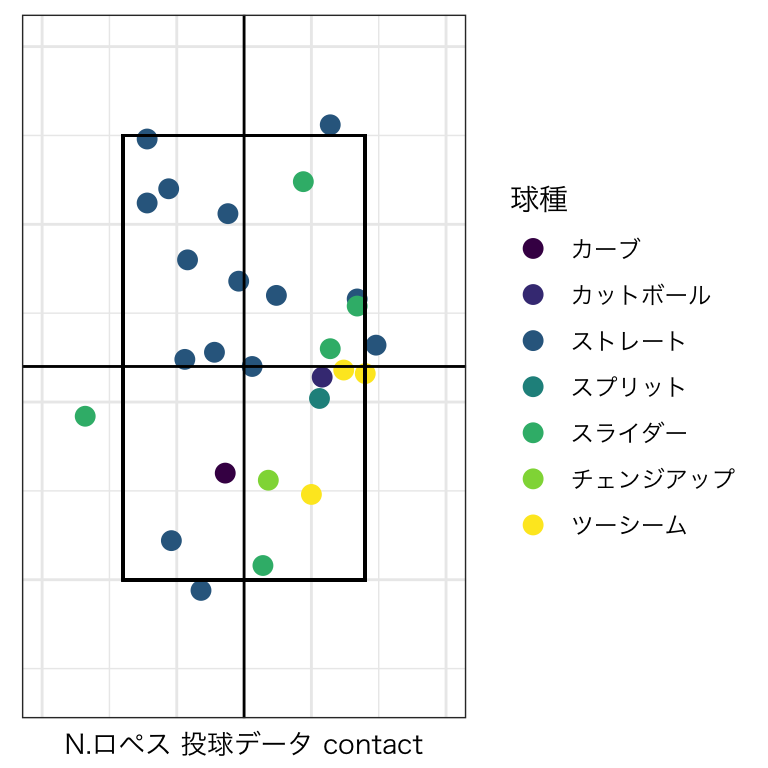 球種
カーブ
カットボール
ストレート
スプリット
スライダー
チェンジアップ
ツーシーム
N.ロペス 投球データ contact